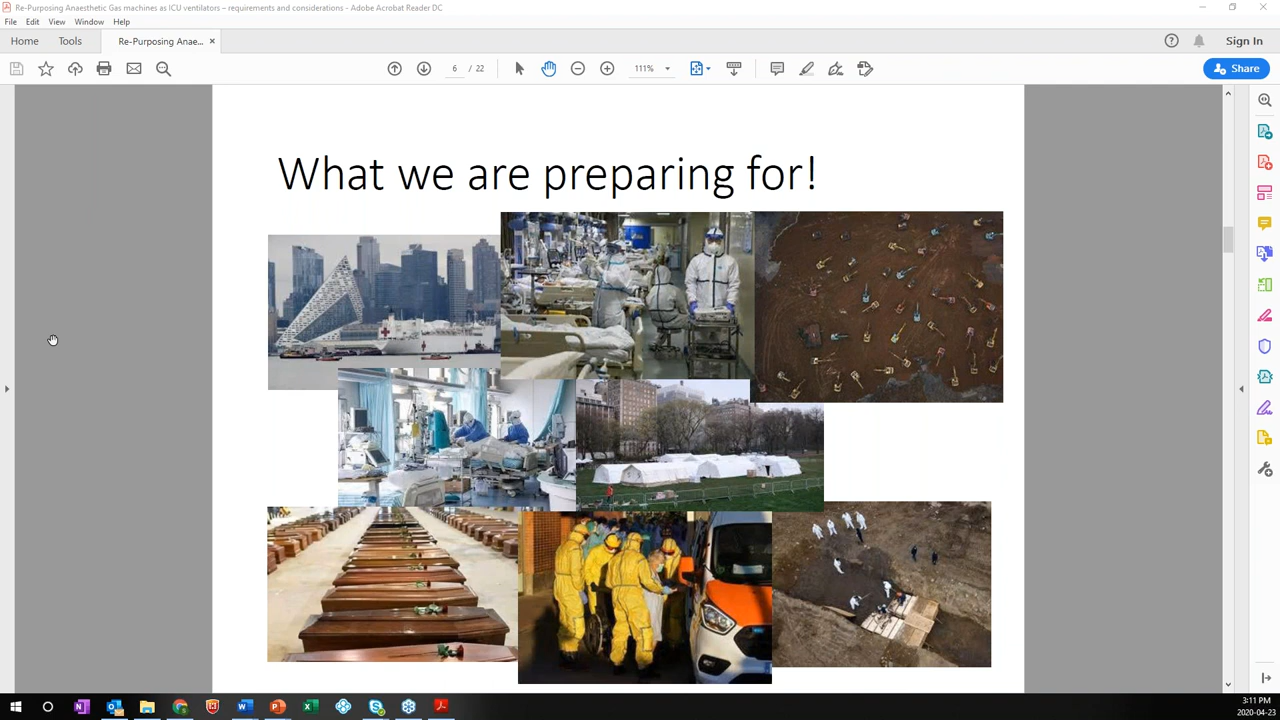 Re-Purposing Anaesthetic Gas machines as ICU ventilators – requirements and considerations - Adobe Acrobat Reader DC
File Edit View Window Help
Home Tools Re-Purposing Anae... ×
Sign In
6 / 22
111%
Share
What we are preparing for!
3:11 PM
2020-04-23